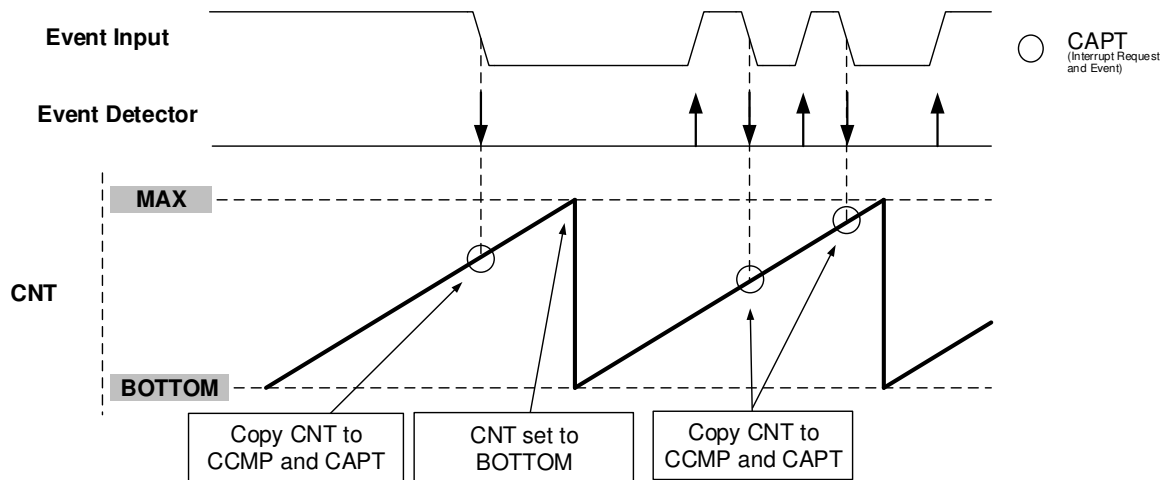 Event Input
CAPT
(Interrupt Request
and Event)
Event Detector
MAX
CNT
BOTTOM
Copy CNT to
CCMP and CAPT
CNT set to
BOTTOM
Copy CNT to
CCMP and CAPT